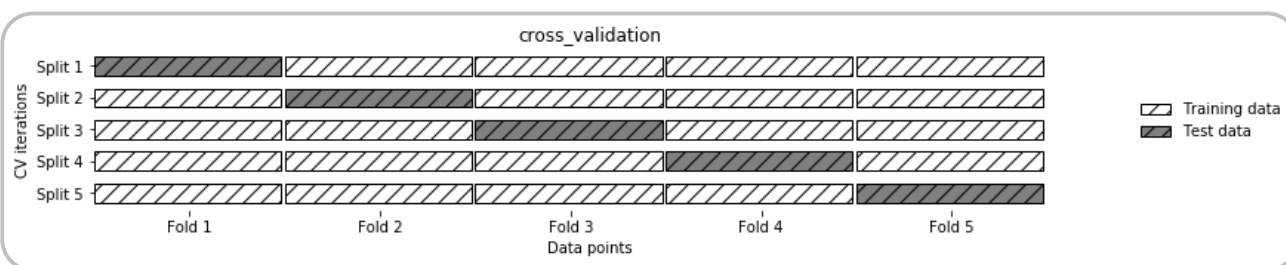 cross_validation
Split 1
Split 2
Split 3
Split 4
Split 5
CV iterations
Fold 1 Fold 2 Fold 3 Fold 4 Fold 5
Data points
Training data
Test data